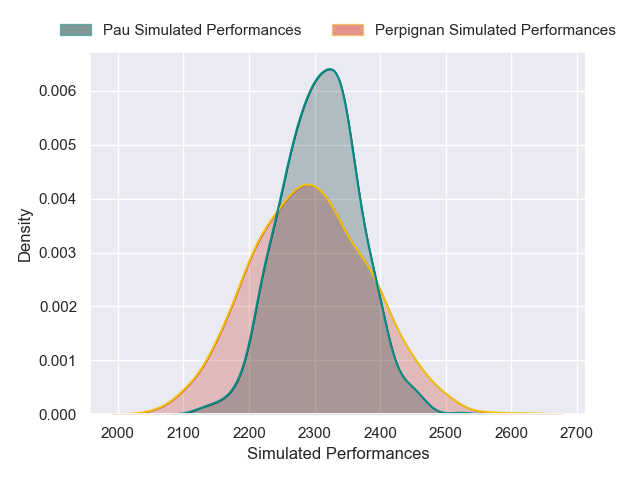 Pau Simulated Performances Perpignan Simulated Performances
0.006
0.005
0.004
0.003
0.002
0.001
0.000
Density
2000 2100 2200 2300 2400 2500 2600 2700
Simulated Performances